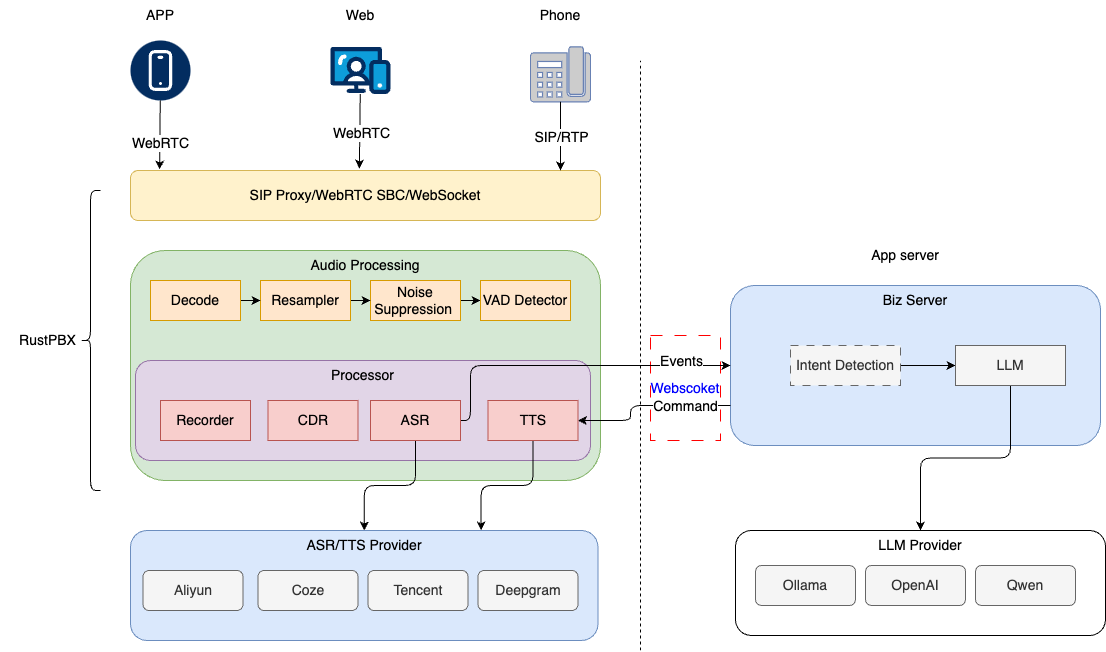 APP
Web
Phone
WebRTC
WebRTC
SIP/RTP
SIP Proxy/WebRTC SBC/WebSocket
RustPBX
Audio Processing
Decode
Resampler
Noise
Suppression
VAD Detector
Processor
Recorder
CDR
ASR
TTS
Events
Webscoket
Command
App server
Biz Server
Intent Detection
LLM
ASR/TTS Provider
Aliyun
Coze
Tencent
Deepgram
LLM Provider
Ollama
OpenAI
Qwen